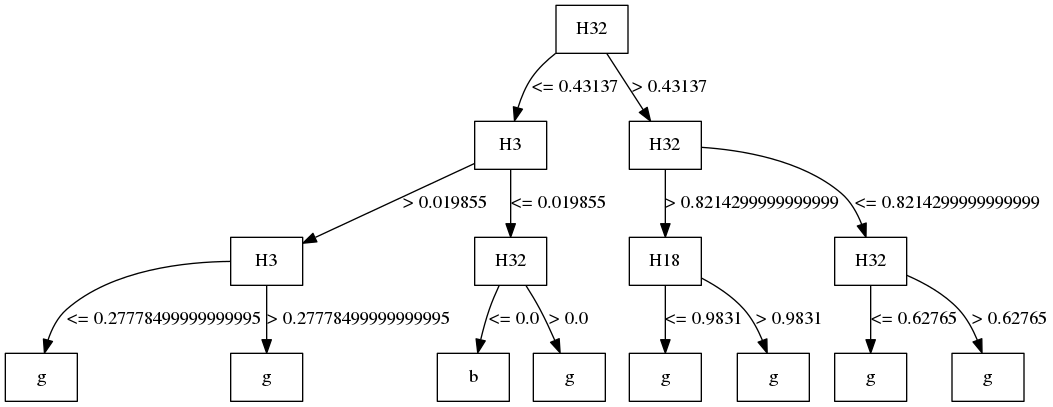 H32
<= 0.43137
> 0.43137
H3
H32
> 0.019855
<= 0.019855
> 0.8214299999999999
<= 0.8214299999999999
H3
H32
H18
H32
<= 0.27778499999999995
> 0.27778499999999995
<= 0.0
> 0.0
<= 0.9831
> 0.9831
<= 0.62765
> 0.62765
g
g
b
g
g
g
g
g